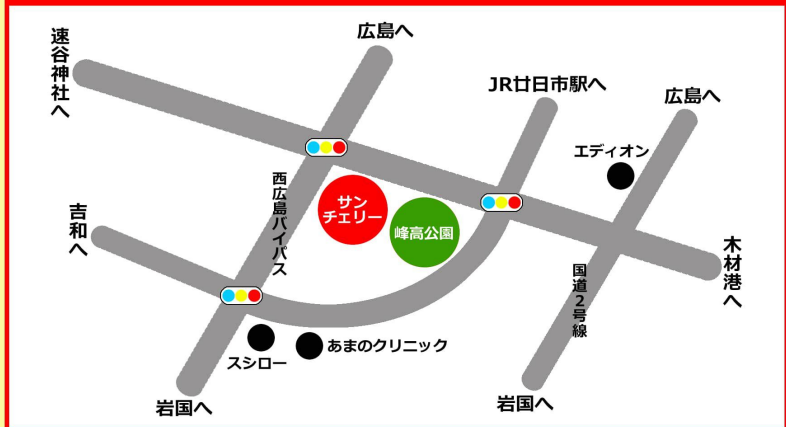 広島へ
速谷神社へ
JR廿日市駅へ
広島へ
エディオン
西広島バイパス
サン
チェリー
峰高公園
吉和へ
木材港へ
国道2号線
スシロー
あまのクリニック
岩国へ
岩国へ